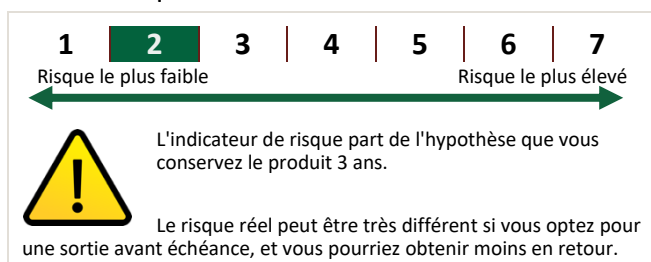 1 2 3 4 5 6 7
Risque le plus faible Risque le plus élevé
L'indicateur de risque part de l'hypothèse que vous
conservez le produit 3 ans.
Le risque réel peut être très différent si vous optez pour
une sortie avant échéance, et vous pourriez obtenir moins en retour.